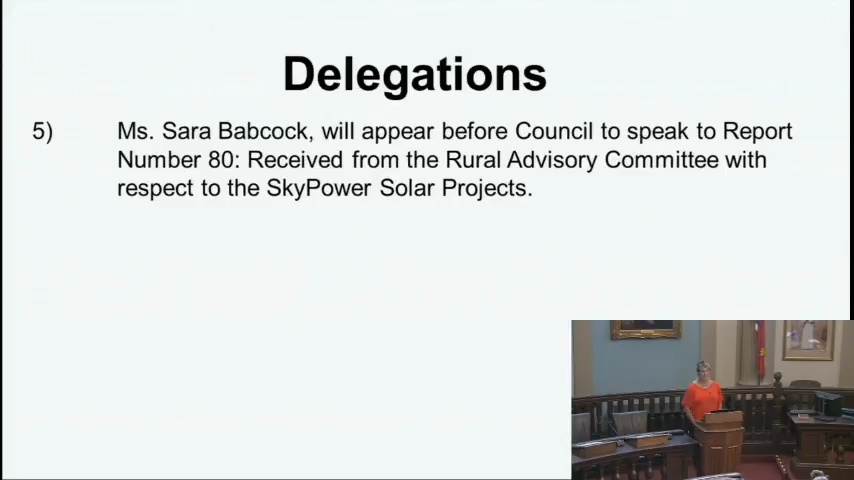 Delegations
5) Ms. Sara Babcock, will appear before Council to speak to Report
Number 80: Received from the Rural Advisory Committee with
respect to the SkyPower Solar Projects.